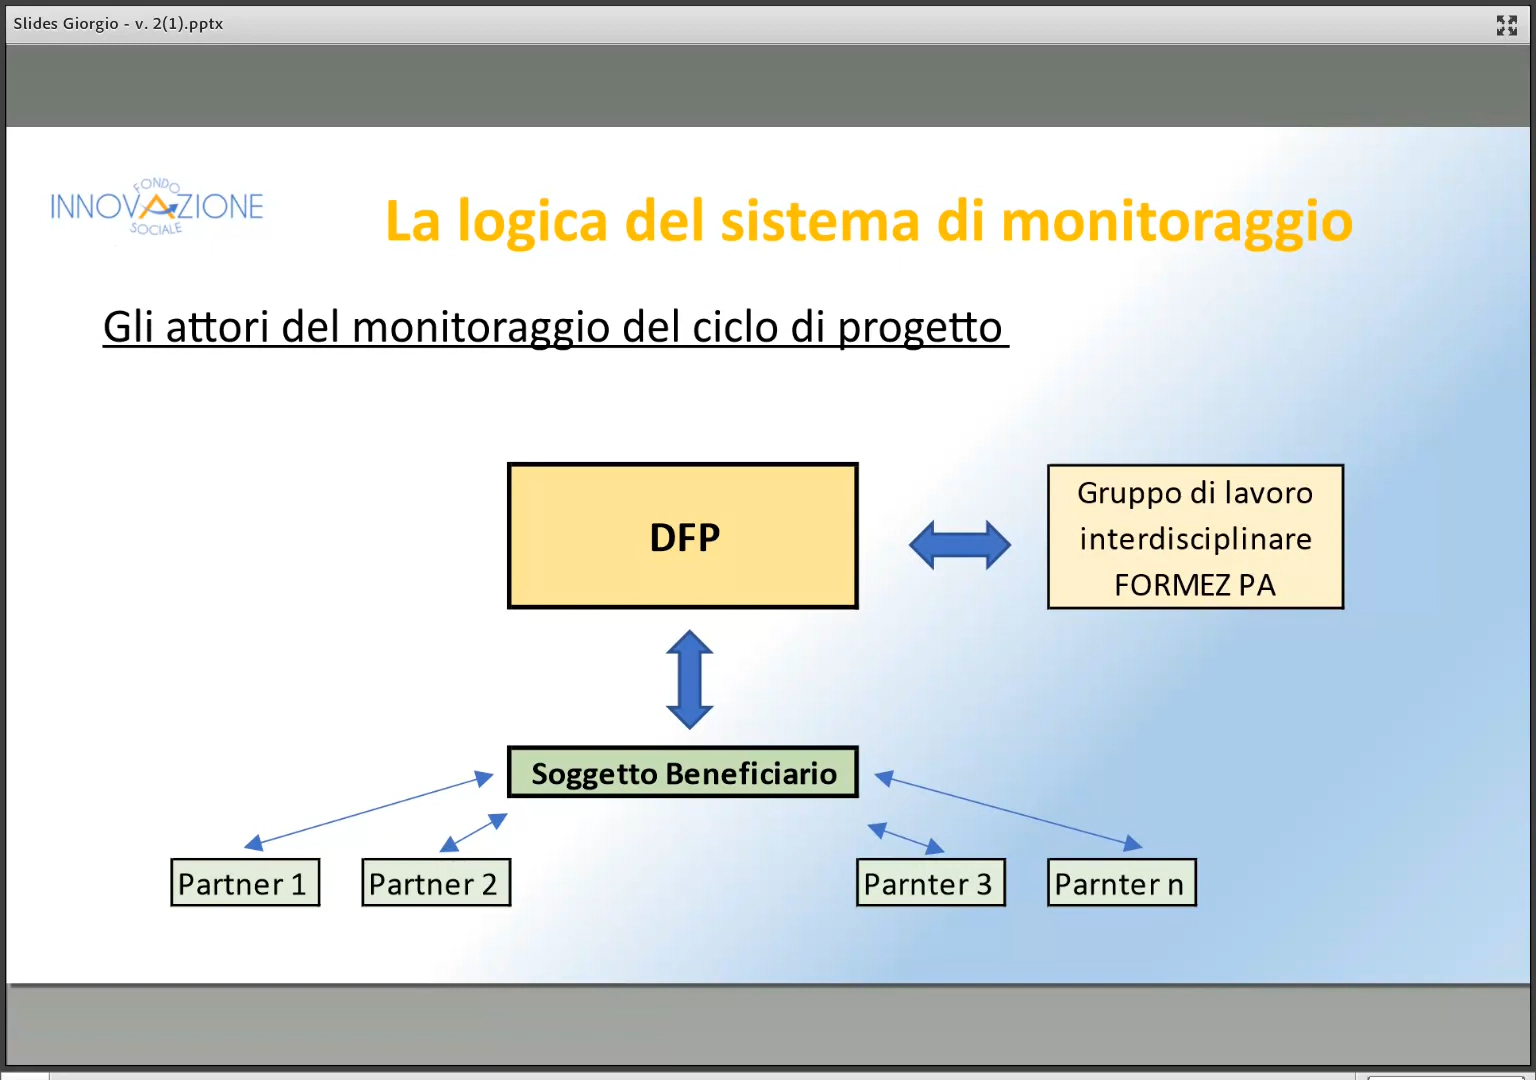 Slides Giorgio - v. 2(1).pptx
FONDO
INNOVAZIONE
SOCIALE
La logica del sistema di monitoraggio
Gli attori del monitoraggio del ciclo di progetto
DFP
Gruppo di lavoro
interdisciplinare
FORMEZ PA
Soggetto Beneficiario
Partner 1
Partner 2
Parnter 3
Parnter n